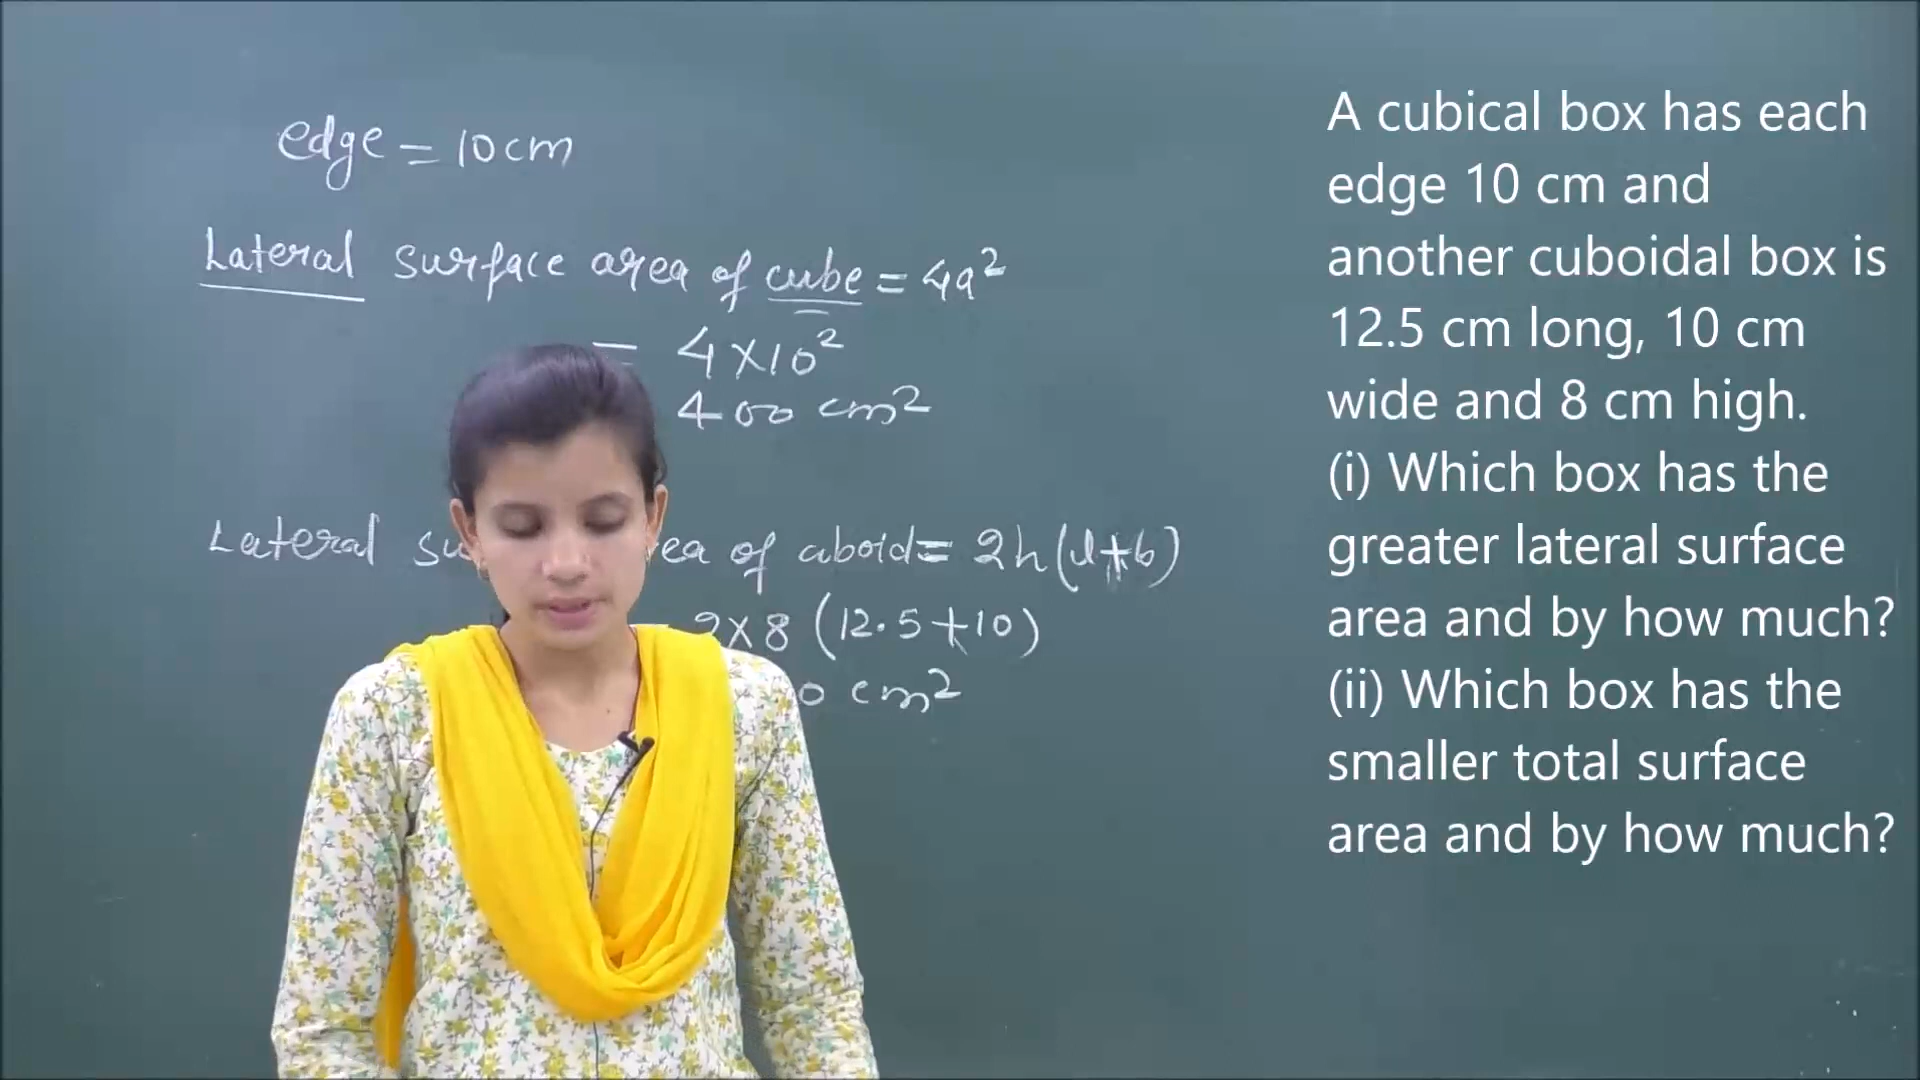 edge = 10 cm
Lateral surface area of cube = 4a²
= 4 × 10²
400 cm²
Lateral of cuboid = 2h(l+b)
2×8 (12.5+10)
cm²
A cubical box has each
edge 10 cm and
another cuboidal box is
12.5 cm long, 10 cm
wide and 8 cm high.
(i) Which box has the
greater lateral surface
area and by how much?
(ii) Which box has the
smaller total surface
area and by how much?